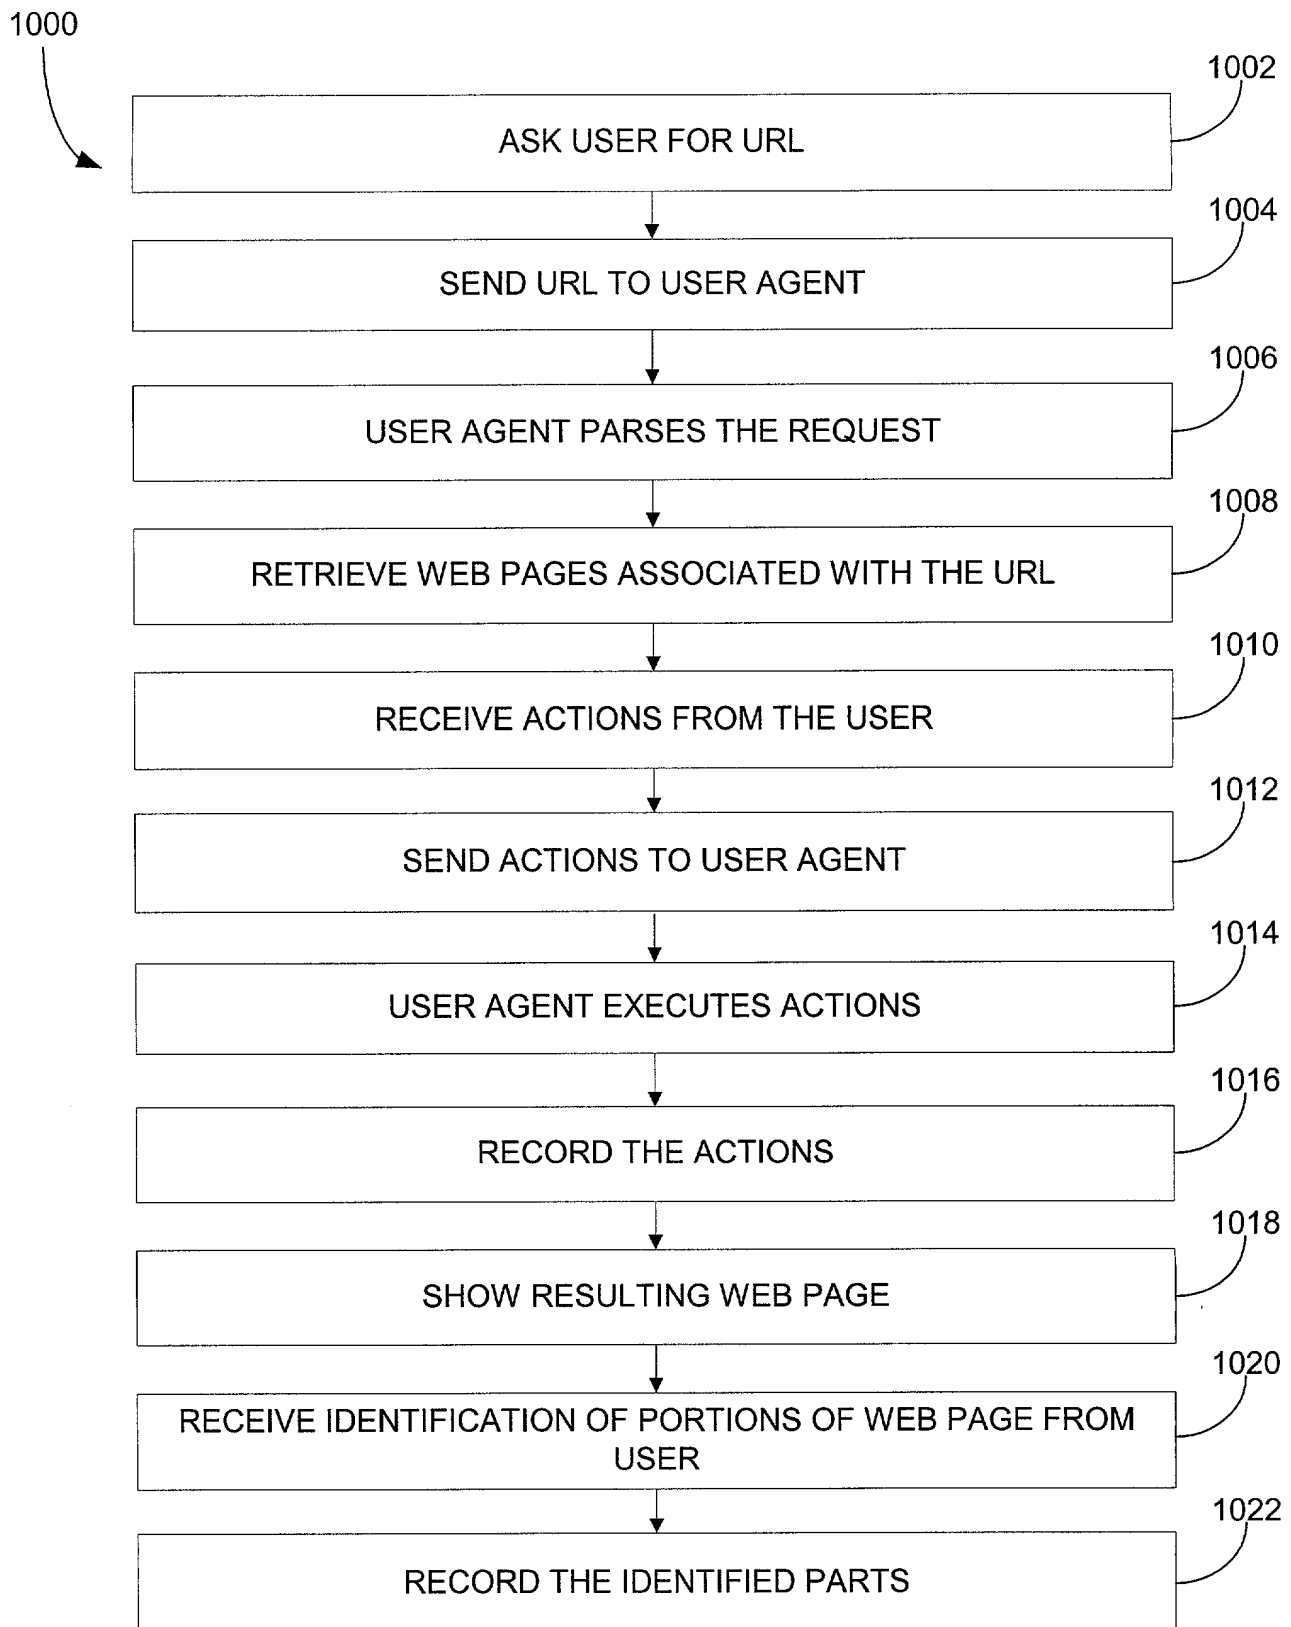 1000
1002
ASK USER FOR URL
1004
SEND URL TO USER AGENT
1006
USER AGENT PARSES THE REQUEST
1008
RETRIEVE WEB PAGES ASSOCIATED WITH THE URL
1010
RECEIVE ACTIONS FROM THE USER
1012
SEND ACTIONS TO USER AGENT
1014
USER AGENT EXECUTES ACTIONS
1016
RECORD THE ACTIONS
1018
SHOW RESULTING WEB PAGE
1020
RECEIVE IDENTIFICATION OF PORTIONS OF WEB PAGE FROM
USER
1022
RECORD THE IDENTIFIED PARTS